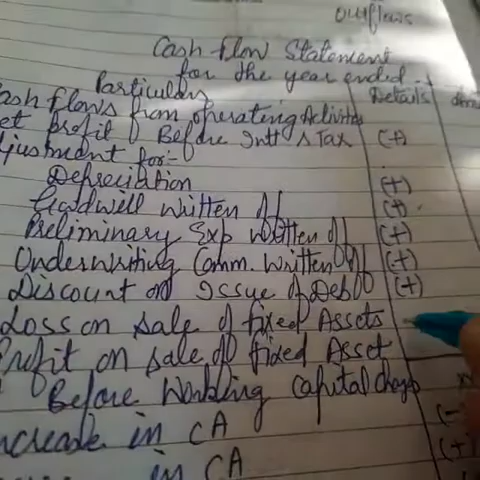 outflows
Cash flow Statement
for the year ended
Particulars Details
ash flows from operating Activities
et profit Before Intt & Tax (+)
djustment for:-
Depreciation (+)
Goodwill written off (+)
Preliminary Exp written off (+)
Underwriting Comm. written off (+)
Discount on Issue of Deb (+)
Loss on Sale of fixed Assets
Profit on sale of fixed Asset
Before Working Capital
ncrease in CA (-
in CA (+)